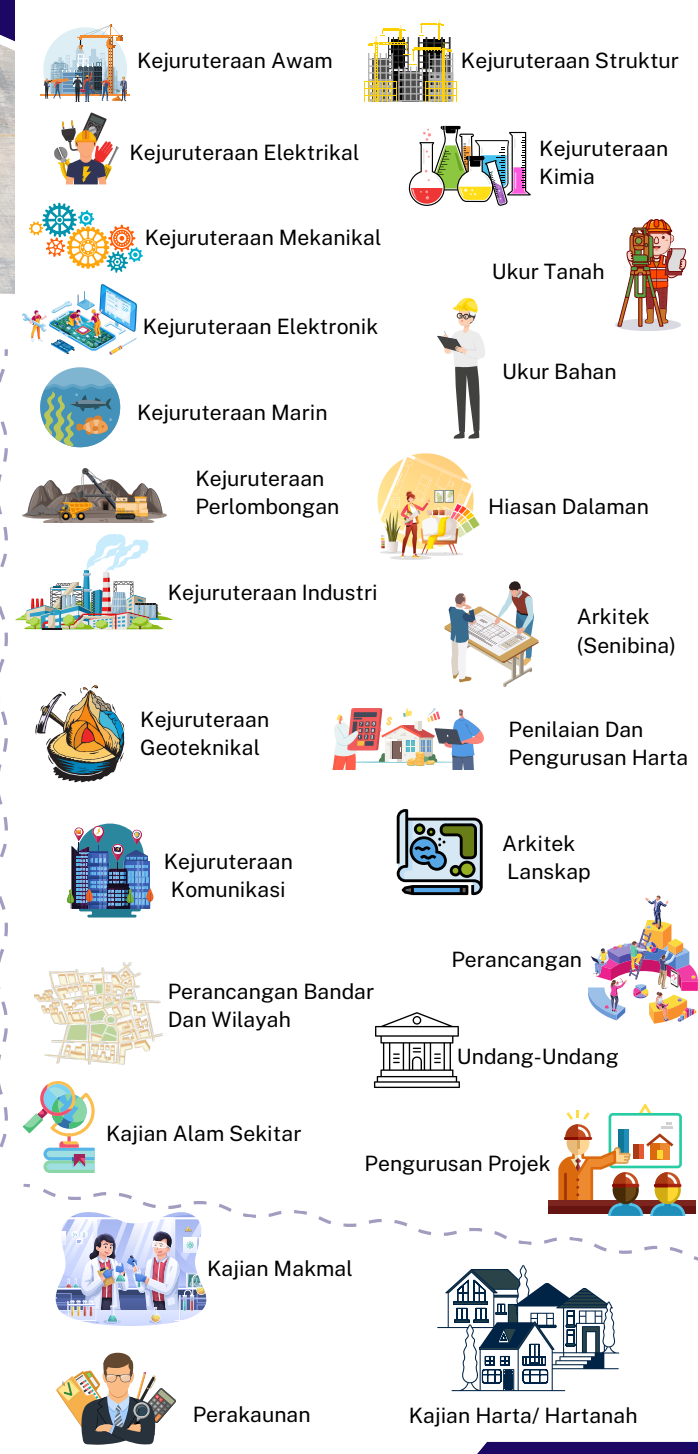 Kejuruteraan Awam
Kejuruteraan Struktur
Kejuruteraan Elektrikal
Kejuruteraan
Kimia
Kejuruteraan Mekanikal
Ukur Tanah
Kejuruteraan Elektronik
Ukur Bahan
Kejuruteraan Marin
Kejuruteraan
Perlombongan
Hiasan Dalaman
Kejuruteraan Industri
Arkitek
(Senibina)
Kejuruteraan
Geoteknikal
Penilaian Dan
Pengurusan Harta
Kejuruteraan
Komunikasi
Arkitek
Lanskap
Perancangan
Perancangan Bandar
Dan Wilayah
Undang-Undang
Kajian Alam Sekitar
Pengurusan Projek
Kajian Makmal
Perakaunan
Kajian Harta/ Hartanah